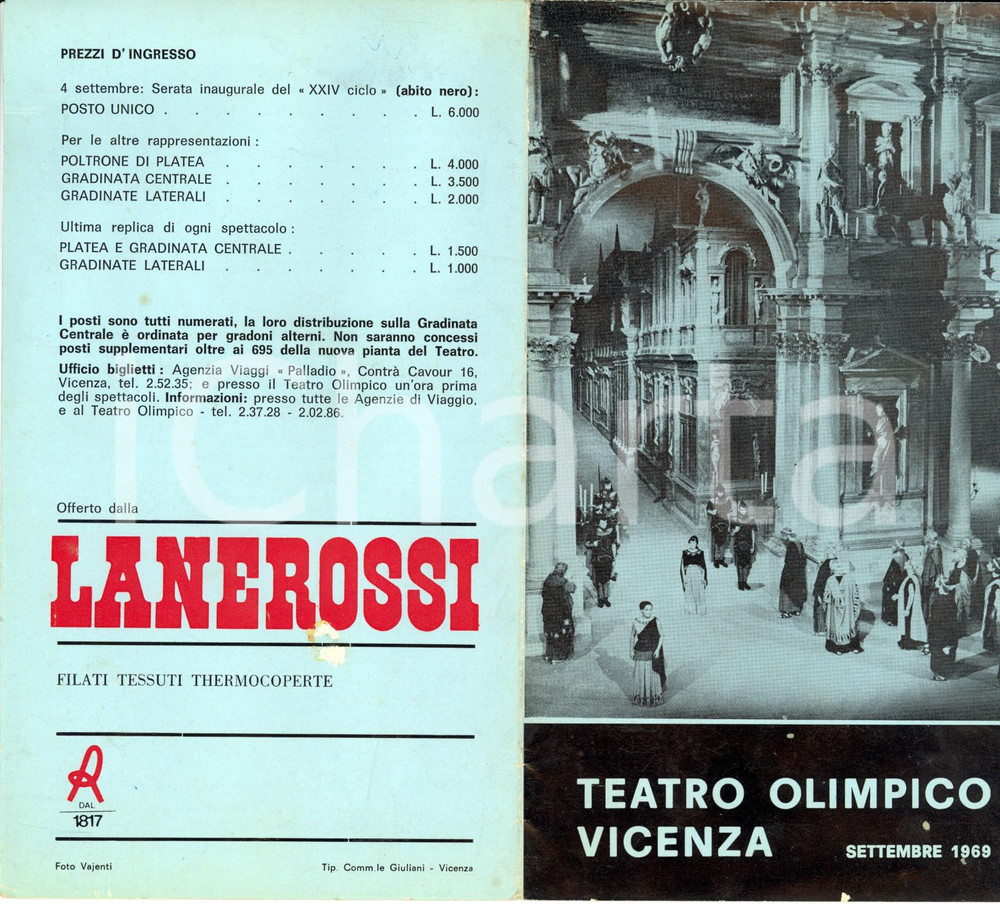 PREZZI D'INGRESSO
4 settembre: Serata inaugurale del « XXIV ciclo » (abito nero):
POSTO UNICO . . . . . . . . . . L. 6.000
Per le altre rappresentazioni :
POLTRONE DI PLATEA . . . . . . . L. 4.000
GRADINATA CENTRALE . . . . . . . L. 3.500
GRADINATE LATERALI . . . . . . . L. 2.000
Ultima replica di ogni spettacolo :
PLATEA E GRADINATA CENTRALE . . . . . L. 1.500
GRADINATE LATERALI . . . . . . . L. 1.000
I posti sono tutti numerati, la loro distribuzione sulla Gradinata
Centrale è ordinata per gradoni alterni. Non saranno concessi
posti supplementari oltre ai 695 della nuova pianta del Teatro.
Ufficio biglietti : Agenzia Viaggi « Palladio », Contrà Cavour 16,
Vicenza, tel. 2.52.35; e presso il Teatro Olimpico un'ora prima
degli spettacoli. Informazioni: presso tutte le Agenzie di Viaggio,
e al Teatro Olimpico - tel. 2.37.28 - 2.02.86.
iCharta
Offerto dalla
LANEROSSI
FILATI TESSUTI THERMOCOPERTE
DAL
1817
Foto Vajenti
Tip. Comm.le Giuliani - Vicenza
TEATRO OLIMPICO
VICENZA
SETTEMBRE 1969